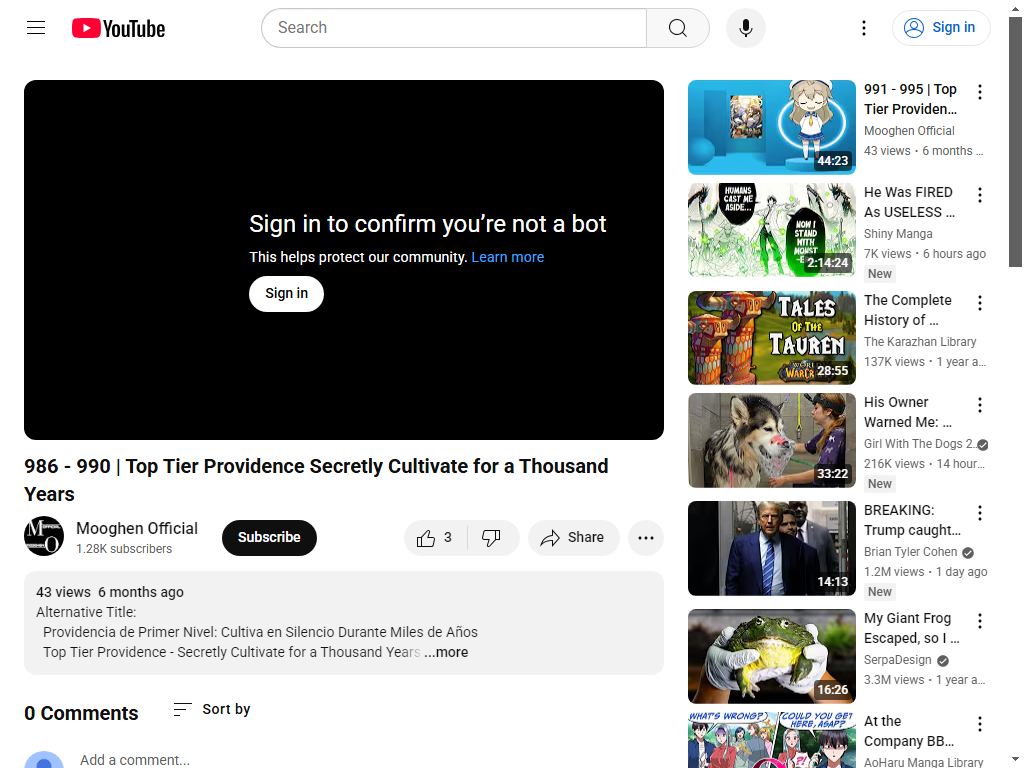 YouTube
Search
Sign in
Sign in to confirm you're not a bot
This helps protect our community. Learn more
Sign in
986 - 990 | Top Tier Providence Secretly Cultivate for a Thousand
Years
Mooghen Official
1.28K subscribers
Subscribe
3
Share
43 views 6 months ago
Alternative Title:
Providencia de Primer Nivel: Cultiva en Silencio Durante Miles de Años
Top Tier Providence - Secretly Cultivate for a Thousand Years ...more
0 Comments
Sort by
Add a comment...
44:23
991 - 995 | Top
Tier Providen...
Mooghen Official
43 views • 6 months ...
HUMANS
CAST ME
ASIDE...
NOW I
STAND
WITH
2:14:24
He Was FIRED
As USELESS ...
Shiny Manga
7K views • 6 hours ago
New
TALES
OF THE
TAUREN
28:55
The Complete
History of ...
The Karazhan Library
137K views • 1 year a...
33:22
His Owner
Warned Me: ...
Girl With The Dogs 2...
216K views • 14 hour...
New
14:13
BREAKING:
Trump caught...
Brian Tyler Cohen
1.2M views • 1 day ago
New
16:26
My Giant Frog
Escaped, so I ...
SerpaDesign
3.3M views • 1 year a...
WHAT'S WRONG?
COULD YOU GET
HERE, ASAP?
At the
Company BB...
AoHaru Manga Library